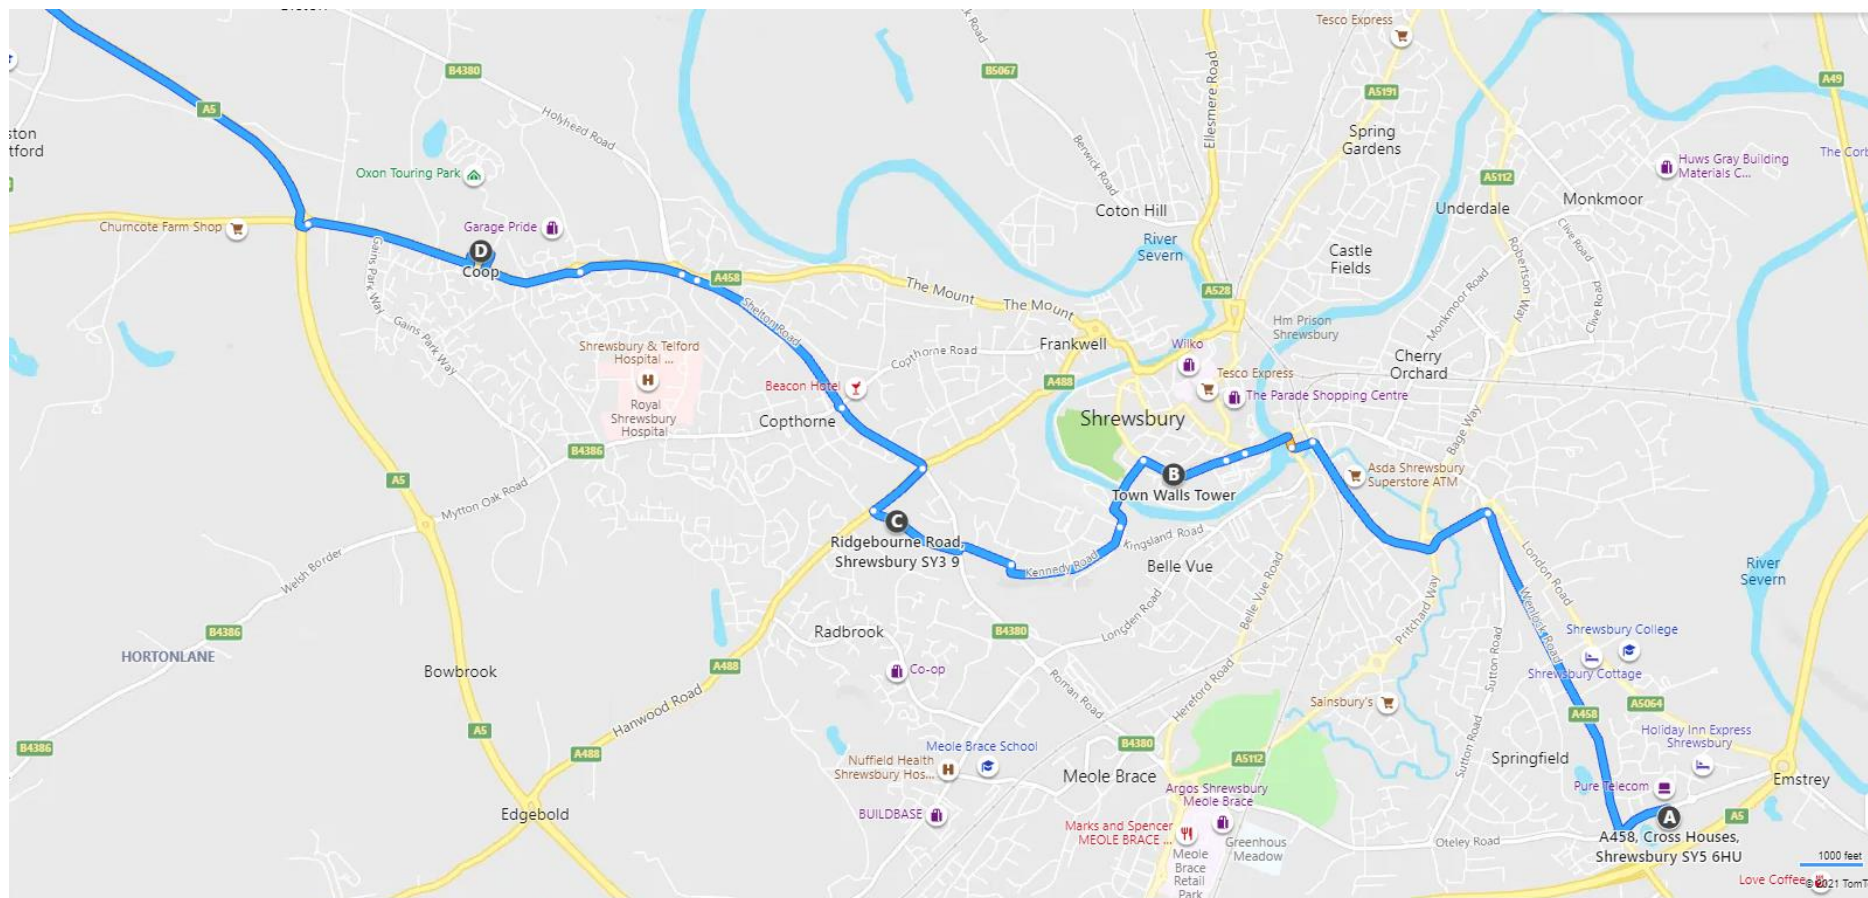 Tesco Express
B4380
B5067
A5191
A49
A5
Holyhead Road
Berwick Road
Ellesmere Road
Spring
Gardens
ston
tford
Oxon Touring Park
Huws Gray Building
Materials C...
The Corb
A5112
Monkmoor
Underdale
Coton Hill
Churncote Farm Shop
Garage Pride
Gains Park Way
River
Severn
Castle
Fields
Clive Road
Robertson Way
Monkmoor Road
Clive Road
D
Coop
A458
The Mount
The Mount
A528
Shelton Road
Gains Park Way
Hm Prison
Shrewsbury
Shrewsbury & Telford
Hospital ...
Royal
Shrewsbury
Hospital
Copthorne Road
Frankwell
Wilko
Tesco Express
The Parade Shopping Centre
Cherry
Orchard
Beacon Hotel
A488
Copthorne
Shrewsbury
Bage Way
B4386
A5
Mytton Oak Road
B
Town Walls Tower
Asda Shrewsbury
Superstore ATM
C
Ridgebourne Road,
Shrewsbury SY3 9
Kingsland Road
Kennedy Road
Belle Vue
Welsh Border
London Road
River
Severn
Longden Road
Belle Vue Road
Pritchard Way
Wenlock Road
B4386
HORTONLANE
Radbrook
B4380
Shrewsbury College
Shrewsbury Cottage
Sutton Road
Bowbrook
A488
Co-op
Roman Road
Hereford Road
Sainsbury's
A5064
A458
Hanwood Road
A5
B4386
A488
Meole Brace School
B4380
A5112
Holiday Inn Express
Shrewsbury
Nuffield Health
Shrewsbury Hos...
Meole Brace
Sutton Road
Springfield
Emstrey
Pure Telecom
Argos Shrewsbury
Meole Brace
Edgebold
BUILDBASE
Marks and Spencer
MEOLE BRACE ...
Meole
Brace
Retail
Park
Greenhous
Meadow
Oteley Road
A
A458, Cross Houses,
Shrewsbury SY5 6HU
A5
1000 feet
Love Coffee
2021 TomT